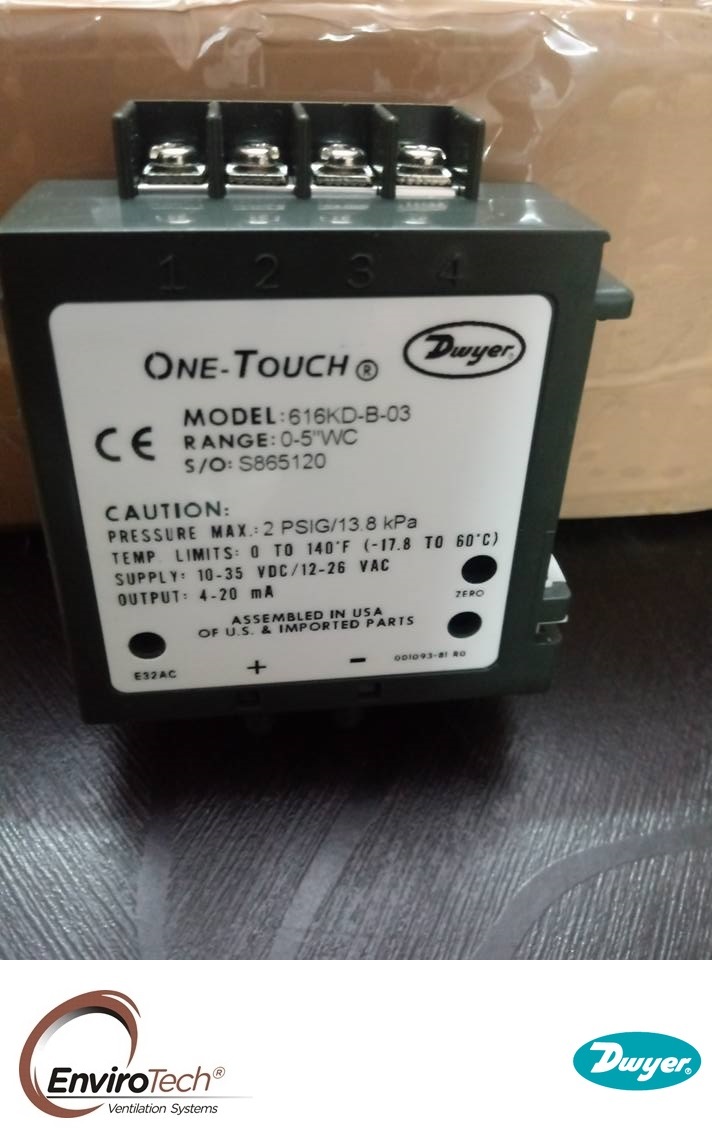 1 2 3 4
ONE-TOUCH ®
Dwyer®
CE
MODEL: 616KD-B-03
RANGE: 0-5"WC
S/O: S865120
CAUTION:
PRESSURE MAX.: 2 PSIG/13.8 kPa
TEMP LIMITS: 0 TO 140°F (-17.8 TO 60°C)
SUPPLY: 10-35 VDC/12-26 VAC
OUTPUT: 4-20 mA
ZERO
ASSEMBLED IN USA
OF U.S. & IMPORTED PARTS
001093-81 R0
E32AC
+ -
EnviroTech®
Ventilation Systems
Dwyer®